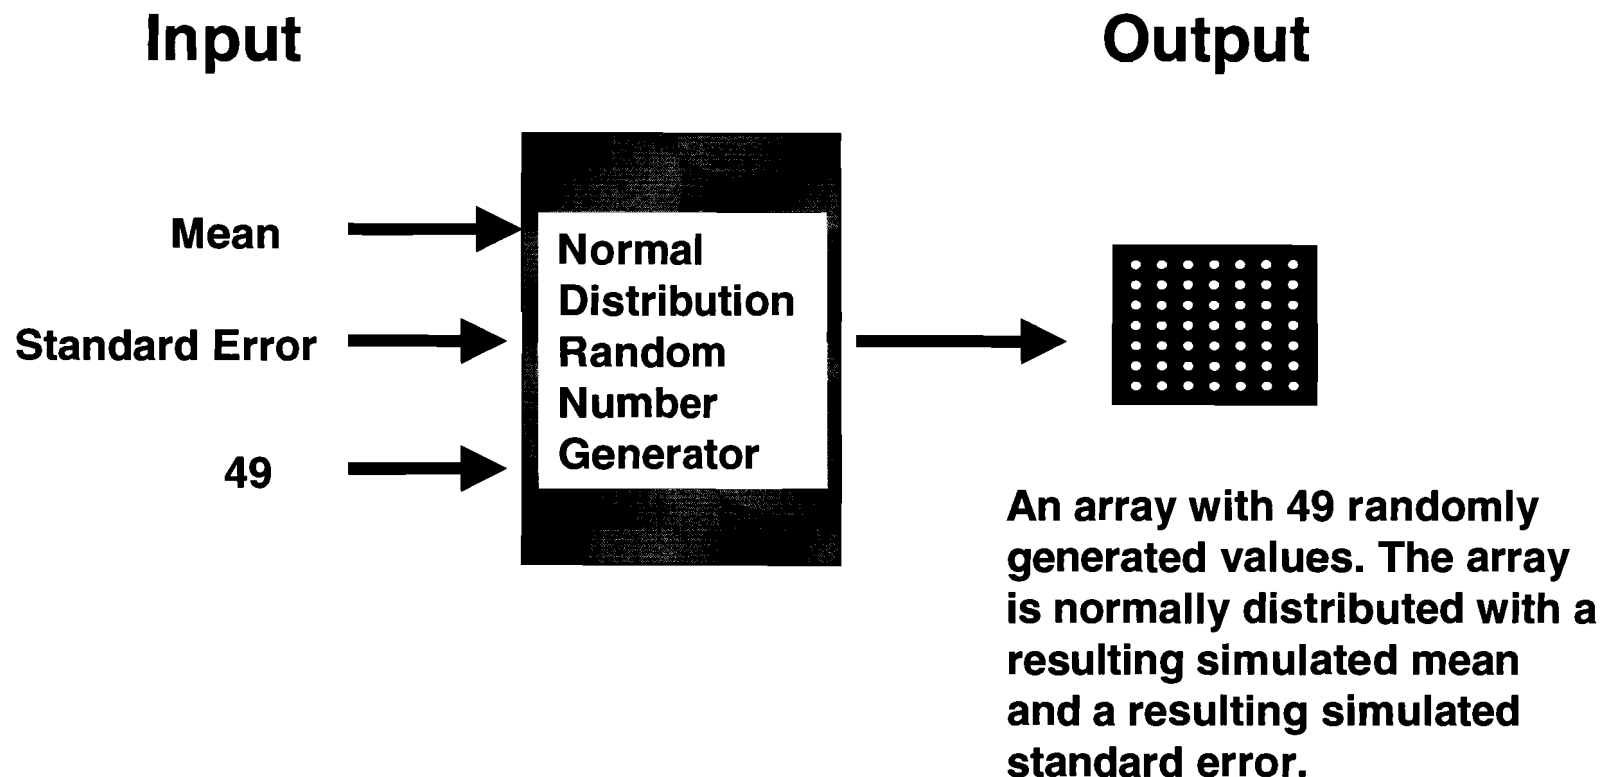 Input
Output
Mean
Standard Error
49
Normal
Distribution
Random
Number
Generator
An array with 49 randomly
generated values. The array
is normally distributed with a
resulting simulated mean
and a resulting simulated
standard error.